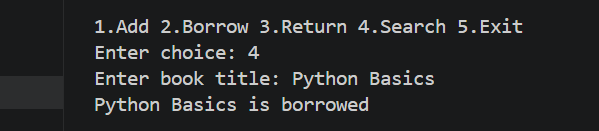 1.Add 2.Borrow 3.Return 4.Search 5.Exit
Enter choice: 4
Enter book title: Python Basics
Python Basics is borrowed